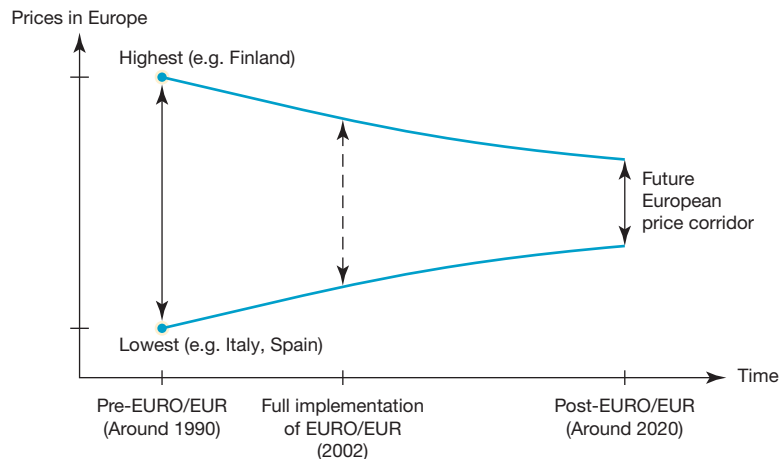 Prices in Europe
Highest (e.g. Finland)
Future
European
price corridor
Lowest (e.g. Italy, Spain)
Time
Pre-EURO/EUR
(Around 1990)
Full implementation
of EURO/EUR
(2002)
Post-EURO/EUR
(Around 2020)